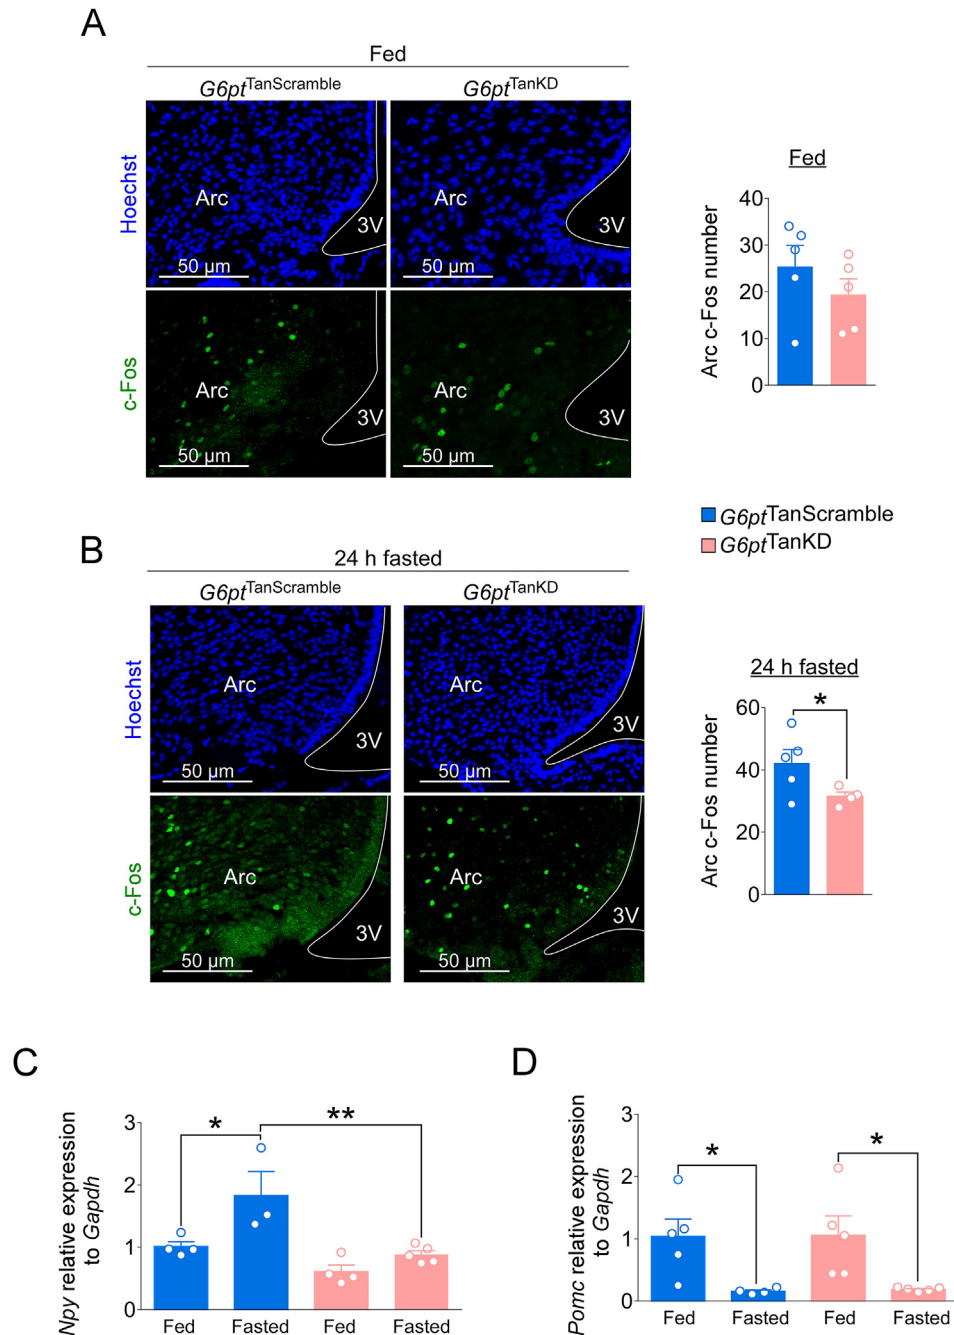 A
Fed
G6ptTanScramble
G6ptTanKD
Hoechst
Arc
3V
50 µm
Arc
3V
50 µm
c-Fos
Arc
3V
50 µm
Arc
3V
50 µm
Fed
Arc c-Fos number
40
30
20
10
0
G6ptTanScramble
G6ptTanKD
B
24 h fasted
G6ptTanScramble
G6ptTanKD
Hoechst
Arc
3V
50 µm
Arc
3V
50 µm
c-Fos
Arc
3V
50 µm
Arc
3V
50 µm
24 h fasted
Arc c-Fos number
60
40
20
0
*
C
Npy relative expression
to Gapdh
3
2
1
0
*
**
Fed Fasted Fed Fasted
D
Pomc relative expression
to Gapdh
3
2
1
0
*
*
Fed Fasted Fed Fasted